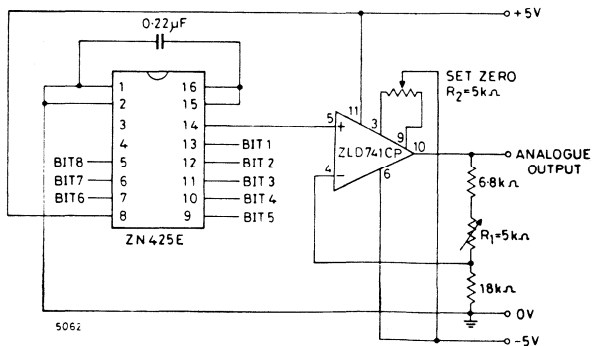 0·22µF
+5V
1
16
2
15
3
14
4
13
BIT 1
BIT8
5
12
BIT 2
BIT7
6
11
BIT 3
BIT6
7
10
BIT 4
8
9
BIT 5
ZN425E
SET ZERO
R2=5kΩ
11
3
5
+
9
ZLD741CP
10
4
−
6
ANALOGUE
OUTPUT
6·8kΩ
R1=5kΩ
18kΩ
0V
−5V
5062